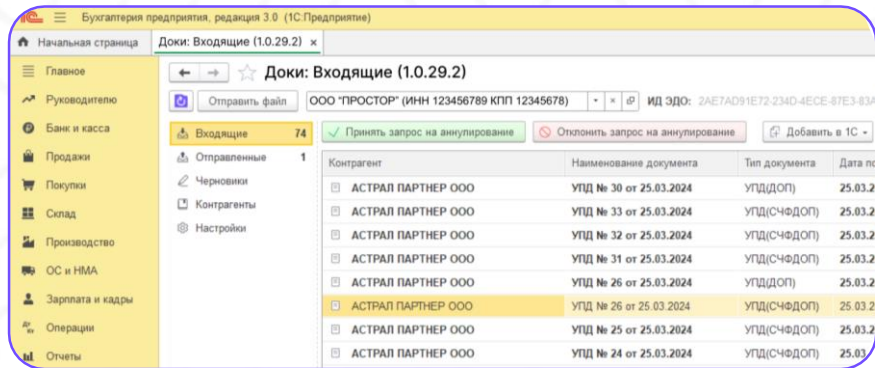 1С Бухгалтерия предприятия, редакция 3.0 (1С:Предприятие)
Начальная страница Доки: Входящие (1.0.29.2) ×
Главное
Руководителю
Банк и касса
Продажи
Покупки
Склад
Производство
ОС и НМА
Зарплата и кадры
Операции
Отчеты
Доки: Входящие (1.0.29.2)
Отправить файл ООО "ПРОСТОР" (ИНН 123456789 КПП 12345678) ИД ЭДО: 2AE7AD91E72-234D-4ECE-87E3-83A
Входящие 74
Отправленные 1
Черновики
Контрагенты
Настройки
Принять запрос на аннулирование Отклонить запрос на аннулирование Добавить в 1С
Контрагент Наименование документа Тип документа Дата по
АСТРАЛ ПАРТНЕР ООО УПД № 30 от 25.03.2024 УПД(ДОП) 25.03.2
АСТРАЛ ПАРТНЕР ООО УПД № 33 от 25.03.2024 УПД(СЧФДОП) 25.03.2
АСТРАЛ ПАРТНЕР ООО УПД № 32 от 25.03.2024 УПД(СЧФДОП) 25.03.2
АСТРАЛ ПАРТНЕР ООО УПД № 31 от 25.03.2024 УПД(СЧФДОП) 25.03.2
АСТРАЛ ПАРТНЕР ООО УПД № 26 от 25.03.2024 УПД(ДОП) 25.03.2
АСТРАЛ ПАРТНЕР ООО УПД № 26 от 25.03.2024 УПД(СЧФДОП) 25.03.2
АСТРАЛ ПАРТНЕР ООО УПД № 25 от 25.03.2024 УПД(СЧФДОП) 25.03.2
АСТРАЛ ПАРТНЕР ООО УПД № 24 от 25.03.2024 УПД(СЧФДОП) 25.03